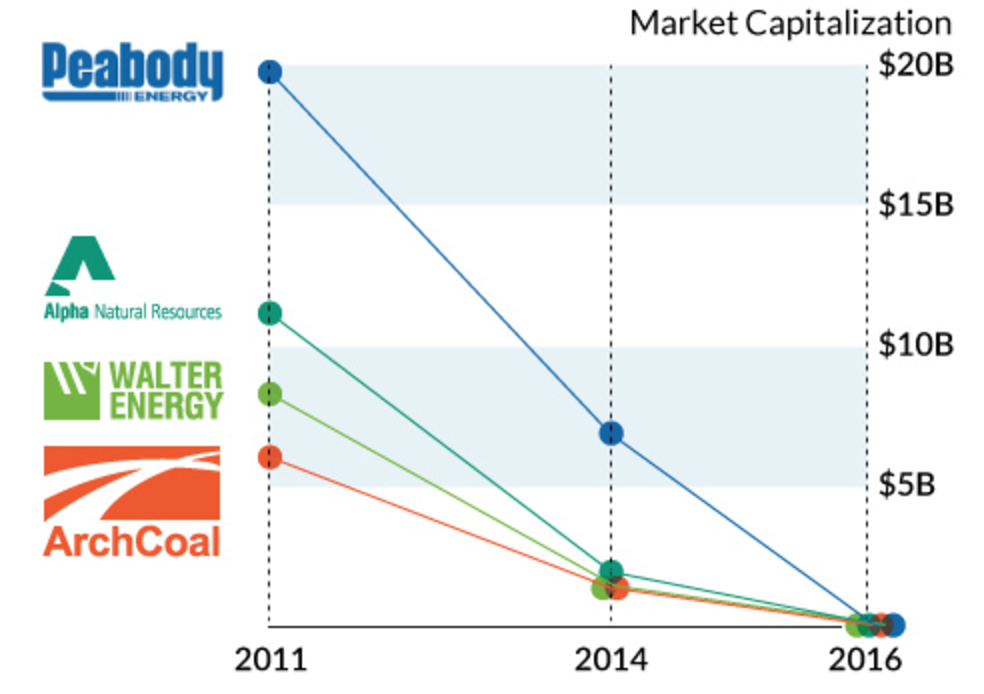 Market Capitalization
Peabody
ENERGY
$20B
$15B
Alpha Natural Resources
$10B
WALTER
ENERGY
$5B
ArchCoal
2011 2014 2016